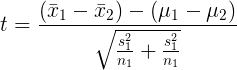 t = \frac{(\bar{x}_1 - \bar{x}_2) - (\mu_1 - \mu_2)}{\sqrt{\frac{s_1^2}{n_1} + \frac{s_1^2}{n_1}}}